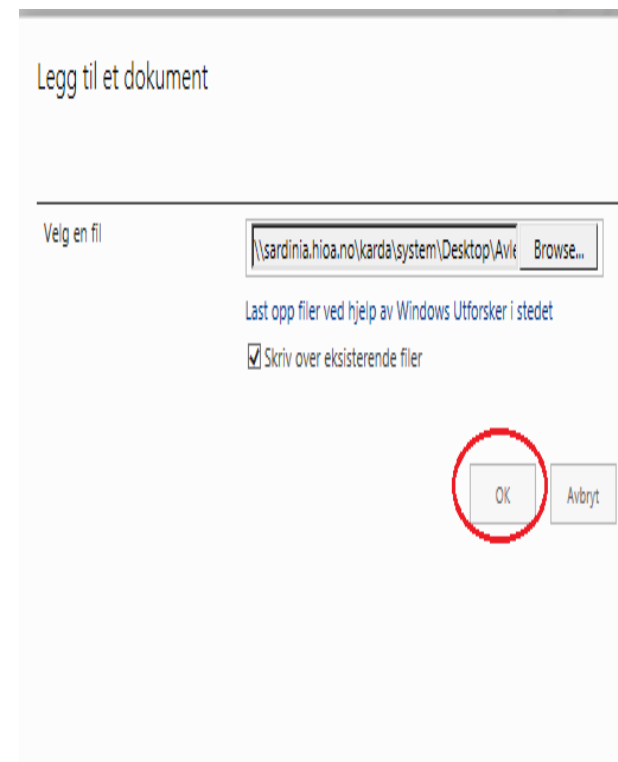 Legg til et dokument
Velg en fil
\\sardinia.hioa.no\karda\system\Desktop\Avle Browse...
Last opp filer ved hjelp av Windows Utforsker i stedet
Skriv over eksisterende filer
OK Avbryt